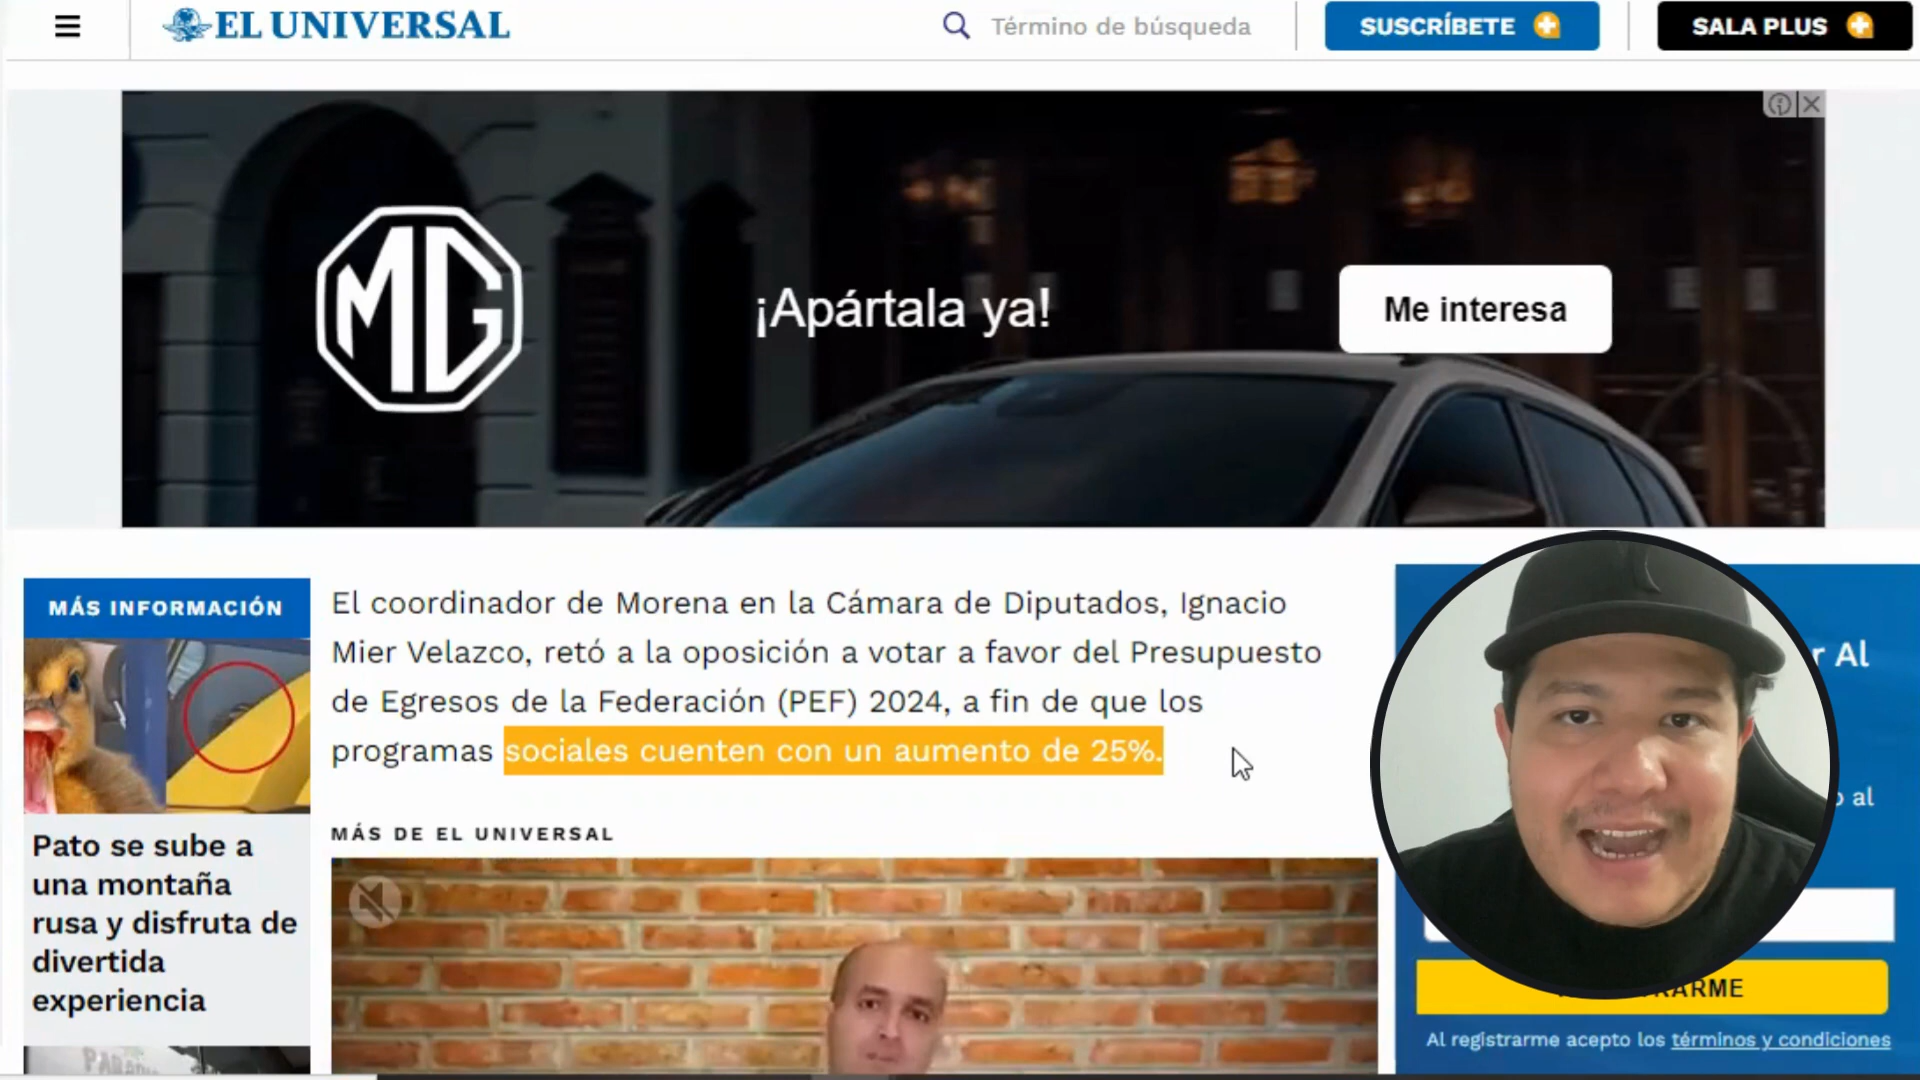 EL UNIVERSAL
Término de búsqueda
SUSCRÍBETE
SALA PLUS
MG
¡Apártala ya!
Me interesa
MÁS INFORMACIÓN
Pato se sube a
una montaña
rusa y disfruta de
divertida
experiencia
El coordinador de Morena en la Cámara de Diputados, Ignacio
Mier Velazco, retó a la oposición a votar a favor del Presupuesto
de Egresos de la Federación (PEF) 2024, a fin de que los
programas sociales cuenten con un aumento de 25%.
MÁS DE EL UNIVERSAL
Al
al
Al registrarme acepto los términos y condiciones